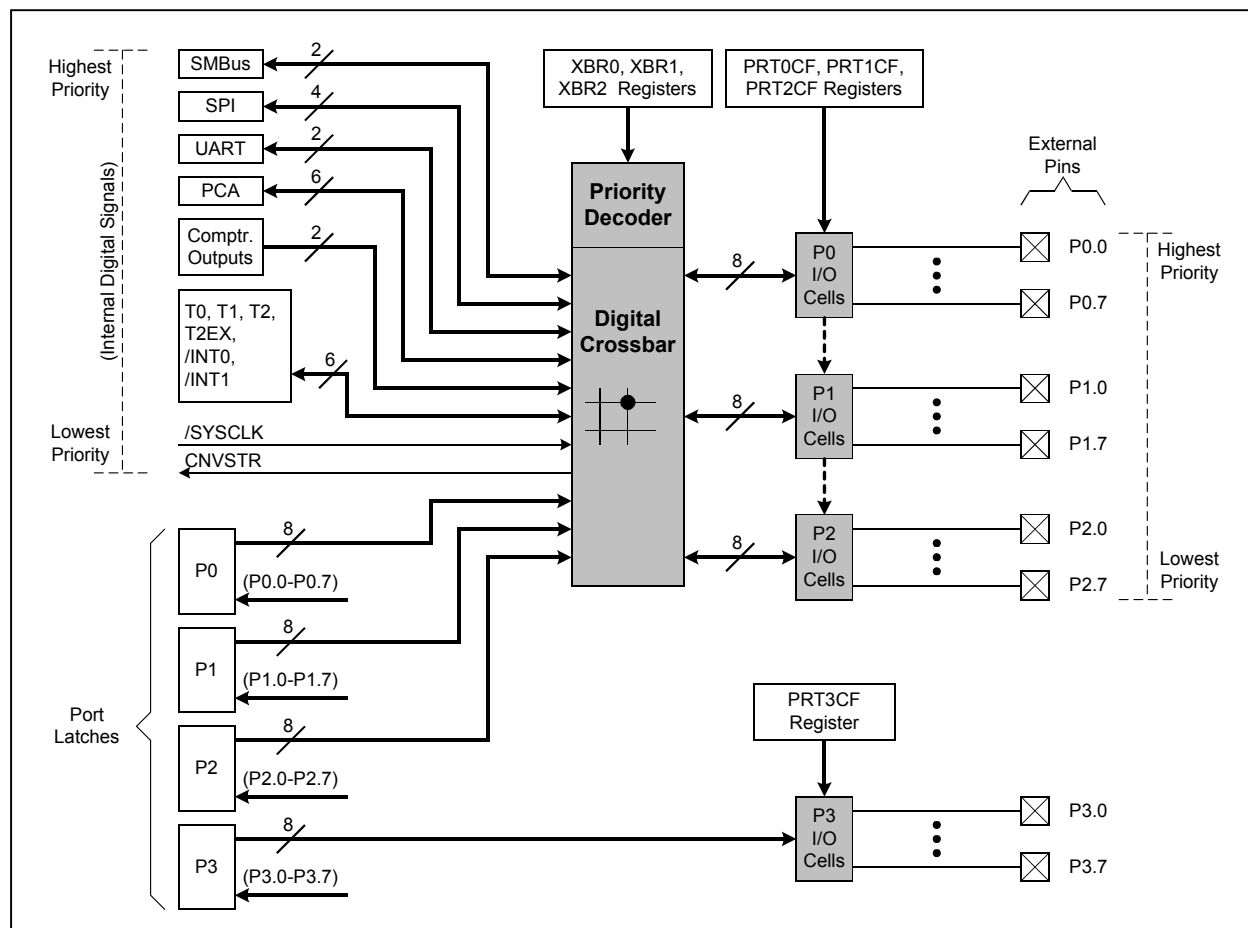 Highest
Priority
(Internal Digital Signals)
Lowest
Priority
SMBus
2
SPI
4
UART
2
PCA
6
Comptr.
Outputs
2
T0, T1, T2,
T2EX,
/INT0,
/INT1
6
/SYSCLK
CNVSTR
XBR0, XBR1,
XBR2 Registers
PRT0CF, PRT1CF,
PRT2CF Registers
Priority
Decoder
Digital
Crossbar
External
Pins
8
P0
I/O
Cells
P0.0
P0.7
Highest
Priority
8
P1
I/O
Cells
P1.0
P1.7
8
P2
I/O
Cells
P2.0
P2.7
Lowest
Priority
Port
Latches
P0
8
(P0.0-P0.7)
P1
8
(P1.0-P1.7)
P2
8
(P2.0-P2.7)
P3
8
(P3.0-P3.7)
PRT3CF
Register
P3
I/O
Cells
P3.0
P3.7